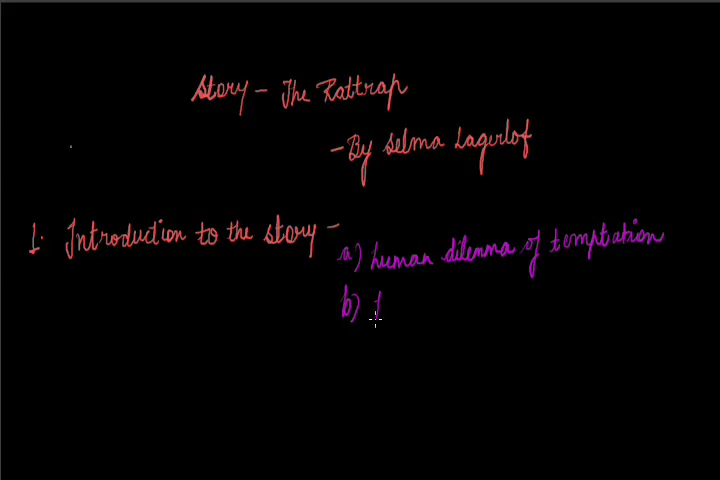 Story - The Rattrap
- By Selma Lagerlof
1. Introduction to the story -
a) human dilemma of temptation
b)